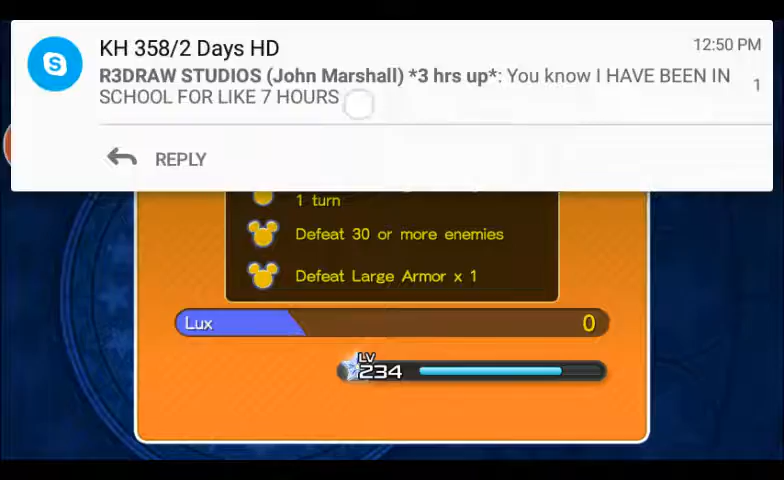 KH 358/2 Days HD
12:50 PM
R3DRAW STUDIOS (John Marshall) *3 hrs up*: You know I HAVE BEEN IN
SCHOOL FOR LIKE 7 HOURS
1
REPLY
1 turn
Defeat 30 or more enemies
Defeat Large Armor x 1
Lux
0
LV
234